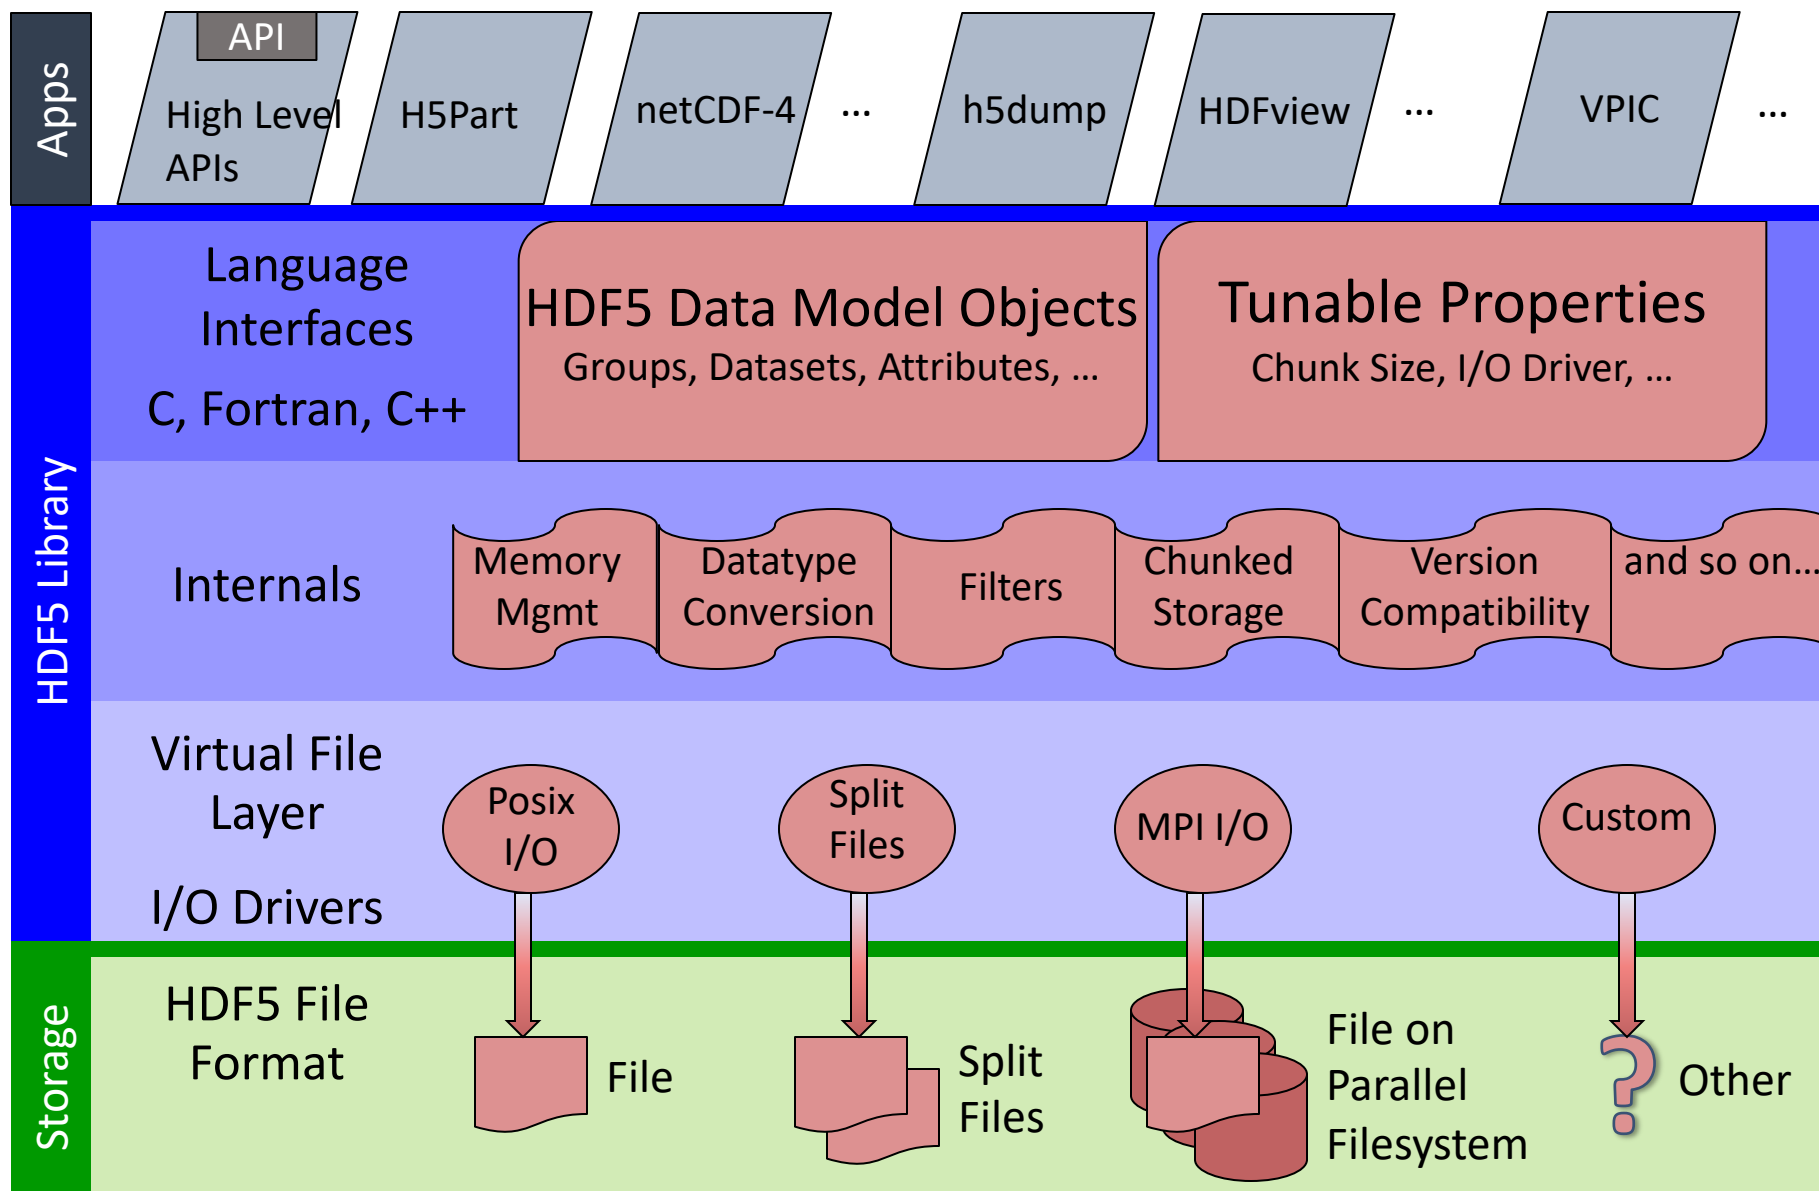 Apps
API
High Level
APIs
H5Part
netCDF-4
...
h5dump
HDFview
...
VPIC
...
HDF5 Library
Language
Interfaces
C, Fortran, C++
HDF5 Data Model Objects
Groups, Datasets, Attributes, ...
Tunable Properties
Chunk Size, I/O Driver, ...
Internals
Memory
Mgmt
Datatype
Conversion
Filters
Chunked
Storage
Version
Compatibility
and so on...
Virtual File
Layer
I/O Drivers
Posix
I/O
Split
Files
MPI I/O
Custom
Storage
HDF5 File
Format
File
Split
Files
File on
Parallel
Filesystem
?
Other